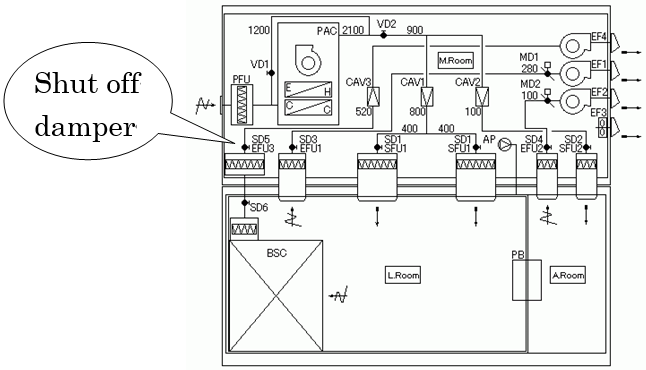 Shut off
damper
1200
PAC
2100
VD2
900
VD1
PFU
E
H
C
C
M.Room
EF4
MD1
280
EF1
MD2
100
EF2
EF3
CAV3
520
CAV1
800
CAV2
100
400
400
SD5
EFU3
SD3
EFU1
SD1
SFU1
SD1
SFU1
AP
SD4
EFU2
SD2
SFU2
SD6
BSC
L.Room
PB
A.Room